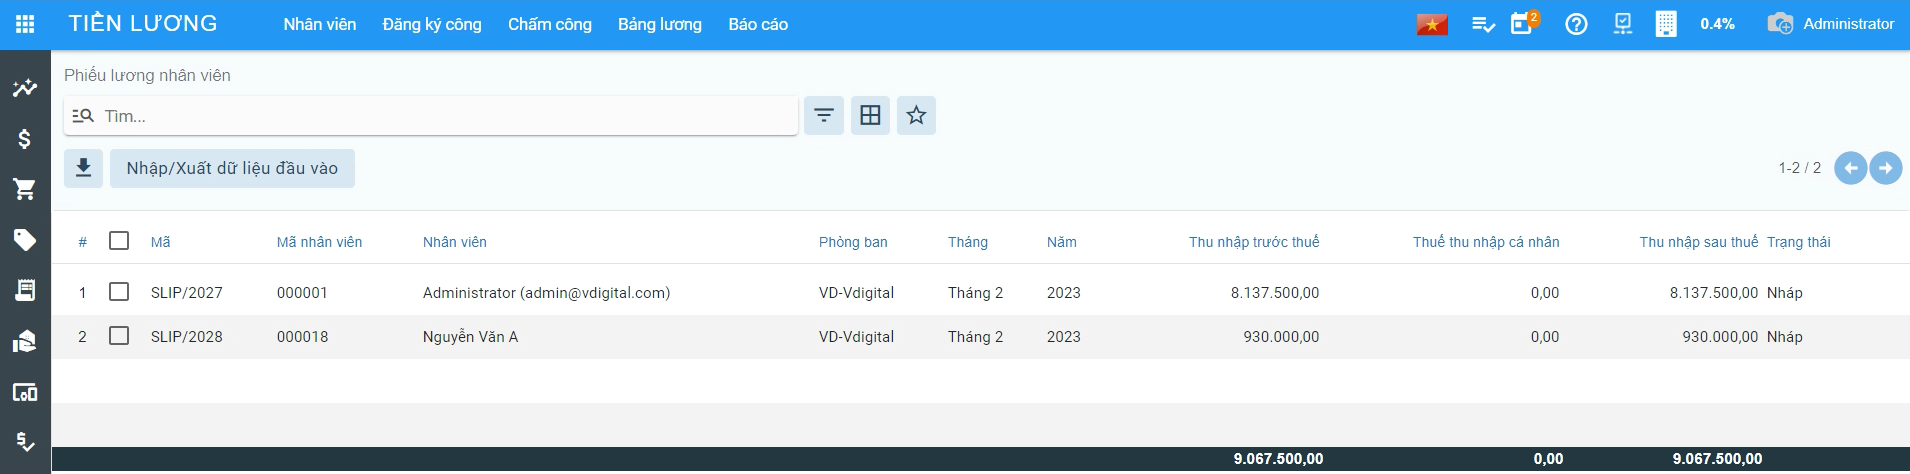 TIỀN LƯƠNG Nhân viên Đăng ký công Chấm công Bảng lương Báo cáo 2 0.4% Administrator
Phiếu lương nhân viên
Tìm...
Nhập/Xuất dữ liệu đầu vào 1-2 / 2
# Mã Mã nhân viên Nhân viên Phòng ban Tháng Năm Thu nhập trước thuế Thuế thu nhập cá nhân Thu nhập sau thuế Trạng thái
1 SLIP/2027 000001 Administrator (admin@vdigital.com) VD-Vdigital Tháng 2 2023 8.137.500,00 0,00 8.137.500,00 Nháp
2 SLIP/2028 000018 Nguyễn Văn A VD-Vdigital Tháng 2 2023 930.000,00 0,00 930.000,00 Nháp
9.067.500,00 0,00 9.067.500,00